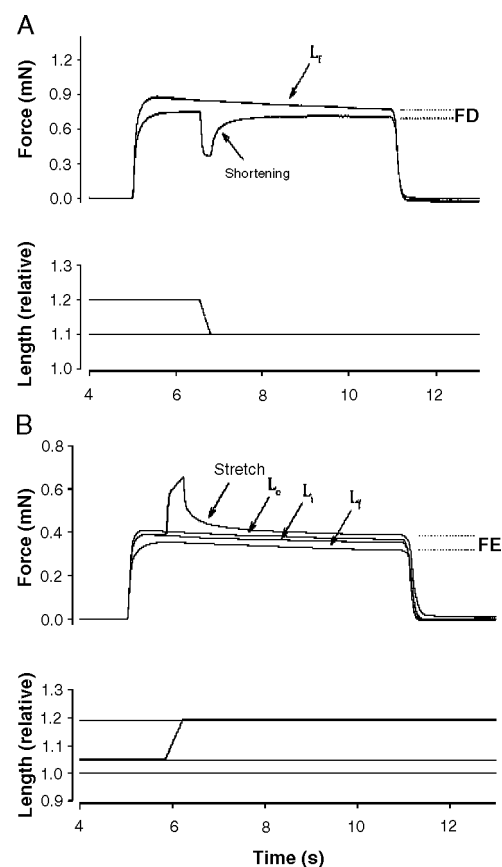 A
Force (mN)
1.2
0.9
0.6
0.3
0.0
Lf
Shortening
FD
Length (relative)
1.3
1.2
1.1
1.0
4 6 8 10 12
B
Force (mN)
0.8
0.6
0.4
0.2
0.0
Stretch
Lo
Li
Lf
FE
Length (relative)
1.3
1.2
1.1
1.0
0.9
4 6 8 10 12
Time (s)